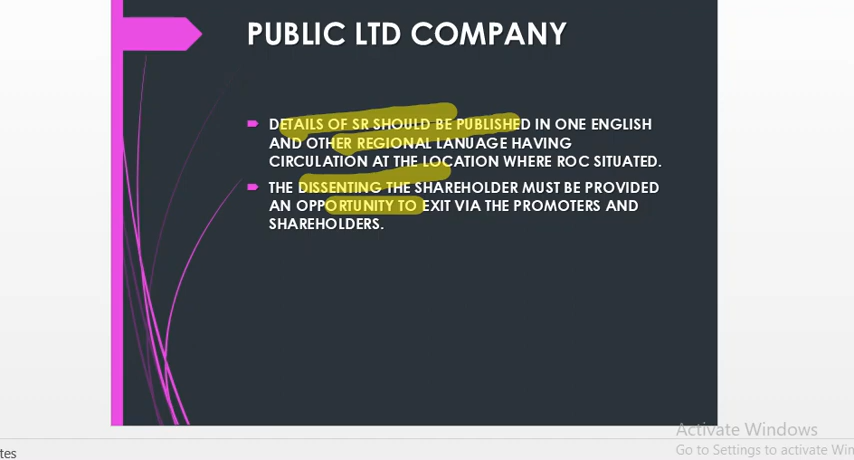 PUBLIC LTD COMPANY
DETAILS OF SR SHOULD BE PUBLISHED IN ONE ENGLISH
AND OTHER REGIONAL LANUAGE HAVING
CIRCULATION AT THE LOCATION WHERE ROC SITUATED.
THE DISSENTING THE SHAREHOLDER MUST BE PROVIDED
AN OPPORTUNITY TO EXIT VIA THE PROMOTERS AND
SHAREHOLDERS.
Activate Windows
Go to Settings to activate Win
tes